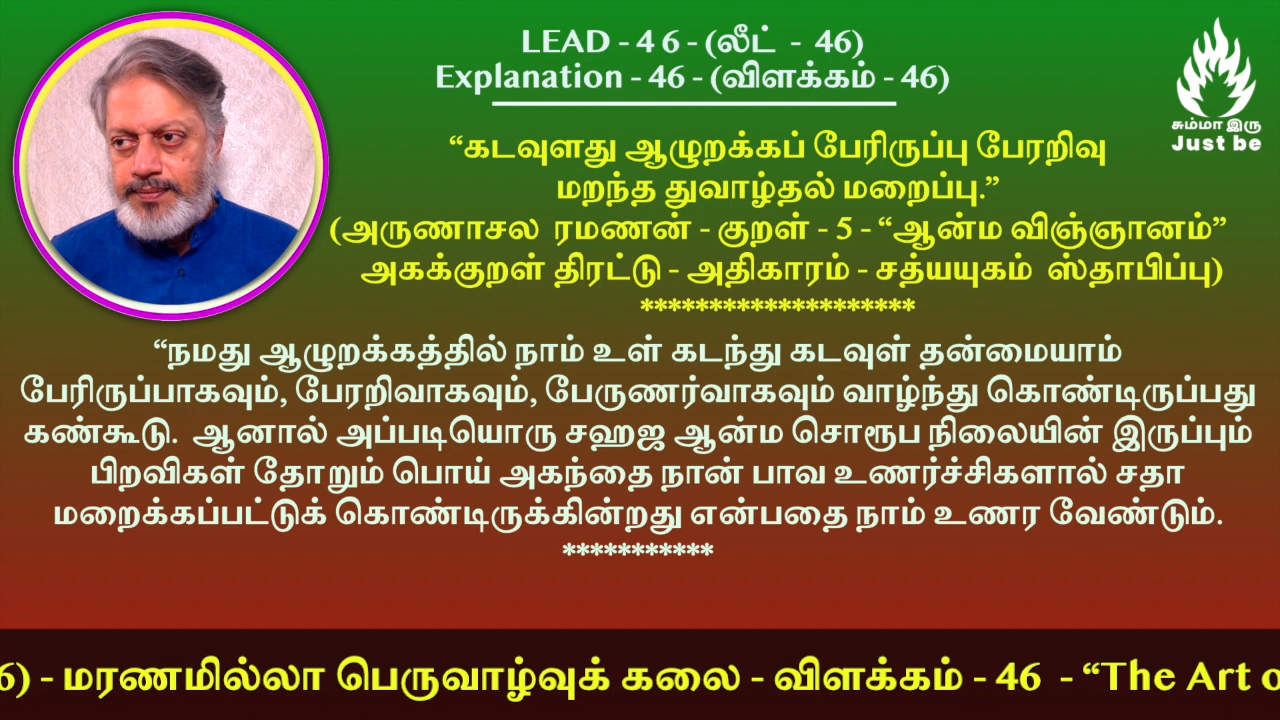 LEAD - 4 6 - (லீட் - 46)
Explanation - 46 - (விளக்கம் - 46)
சும்மா இரு
Just be
“கடவுளது ஆழுறக்கப் பேரிருப்பு பேரறிவு
மறந்த துவாழ்தல் மறைப்பு.”
(அருணாசல ரமணன் - குறள் - 5 - “ஆன்ம விஞ்ஞானம்”
அகக்குறள் திரட்டு - அதிகாரம் - சத்யயுகம் ஸ்தாபிப்பு)
********************
“நமது ஆழுறக்கத்தில் நாம் உள் கடந்து கடவுள் தன்மையாம்
பேரிருப்பாகவும், பேரறிவாகவும், பேருணர்வாகவும் வாழ்ந்து கொண்டிருப்பது
கண்கூடு. ஆனால் அப்படியொரு சஹஜ ஆன்ம சொரூப நிலையின் இருப்பும்
பிறவிகள் தோறும் பொய் அகந்தை நான் பாவ உணர்ச்சிகளால் சதா
மறைக்கப்பட்டுக் கொண்டிருக்கின்றது என்பதை நாம் உணர வேண்டும்.
***********
6) - மரணமில்லா பெருவாழ்வுக் கலை - விளக்கம் - 46 - “The Art o